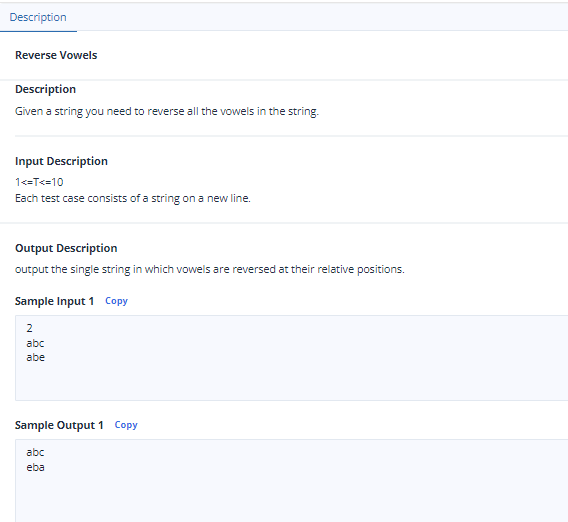 Description
Reverse Vowels
Description
Given a string you need to reverse all the vowels in the string.
Input Description
1<=T<=10
Each test case consists of a string on a new line.
Output Description
output the single string in which vowels are reversed at their relative positions.
Sample Input 1 Copy
2
abc
abe
Sample Output 1 Copy
abc
eba